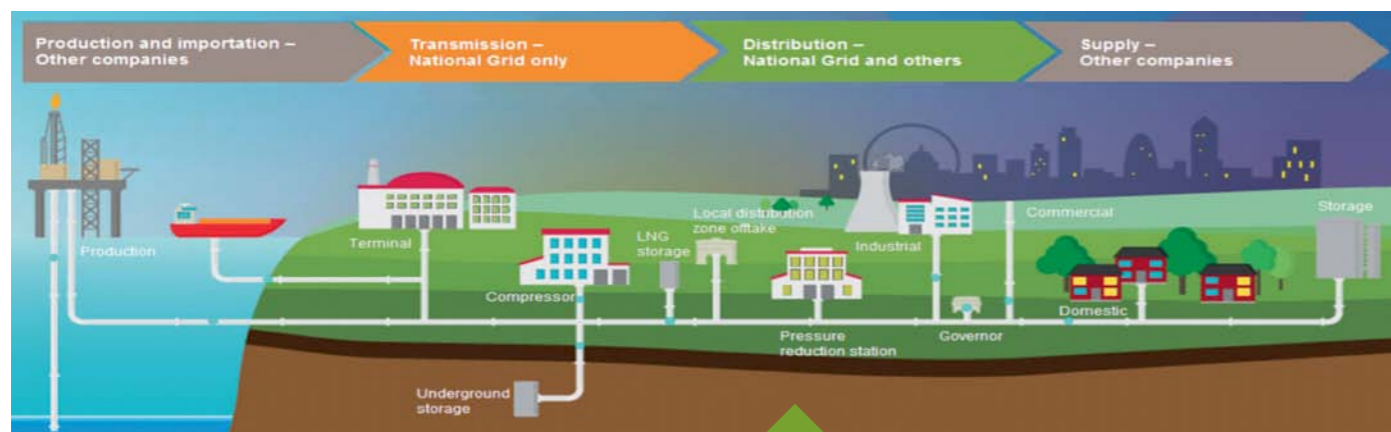 Production and importation –
Other companies
Transmission –
National Grid only
Distribution –
National Grid and others
Supply –
Other companies
Production
Terminal
Compressor
Underground
storage
LNG
storage
Local distribution
zone offtake
Pressure
reduction station
Industrial
Governor
Commercial
Domestic
Storage